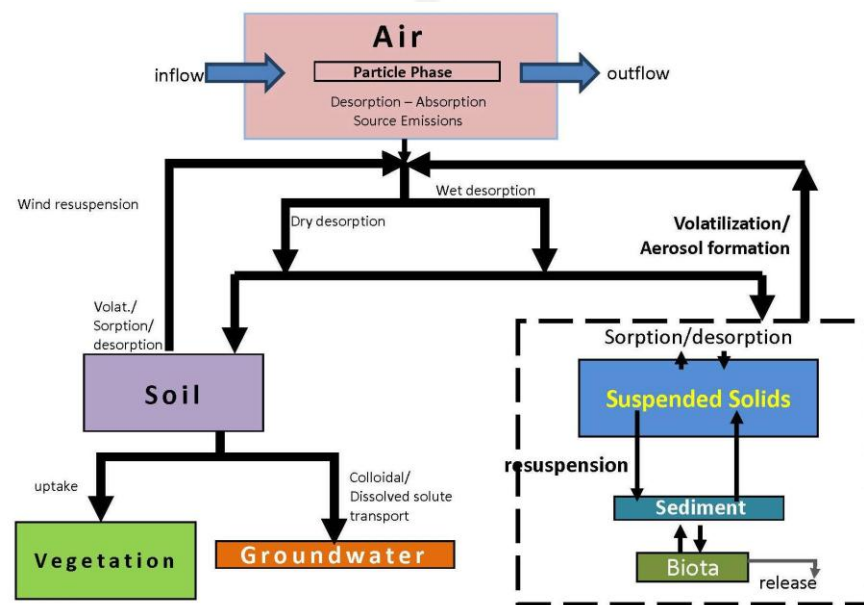 Air
inflow
Particle Phase
outflow
Desorption – Absorption
Source Emissions
Wind resuspension
Wet desorption
Dry desorption
Volatilization/
Aerosol formation
Volat./
Sorption/
desorption
Sorption/desorption
Soil
Suspended Solids
resuspension
uptake
Colloidal/
Dissolved solute
transport
Sediment
Vegetation
Groundwater
Biota
release